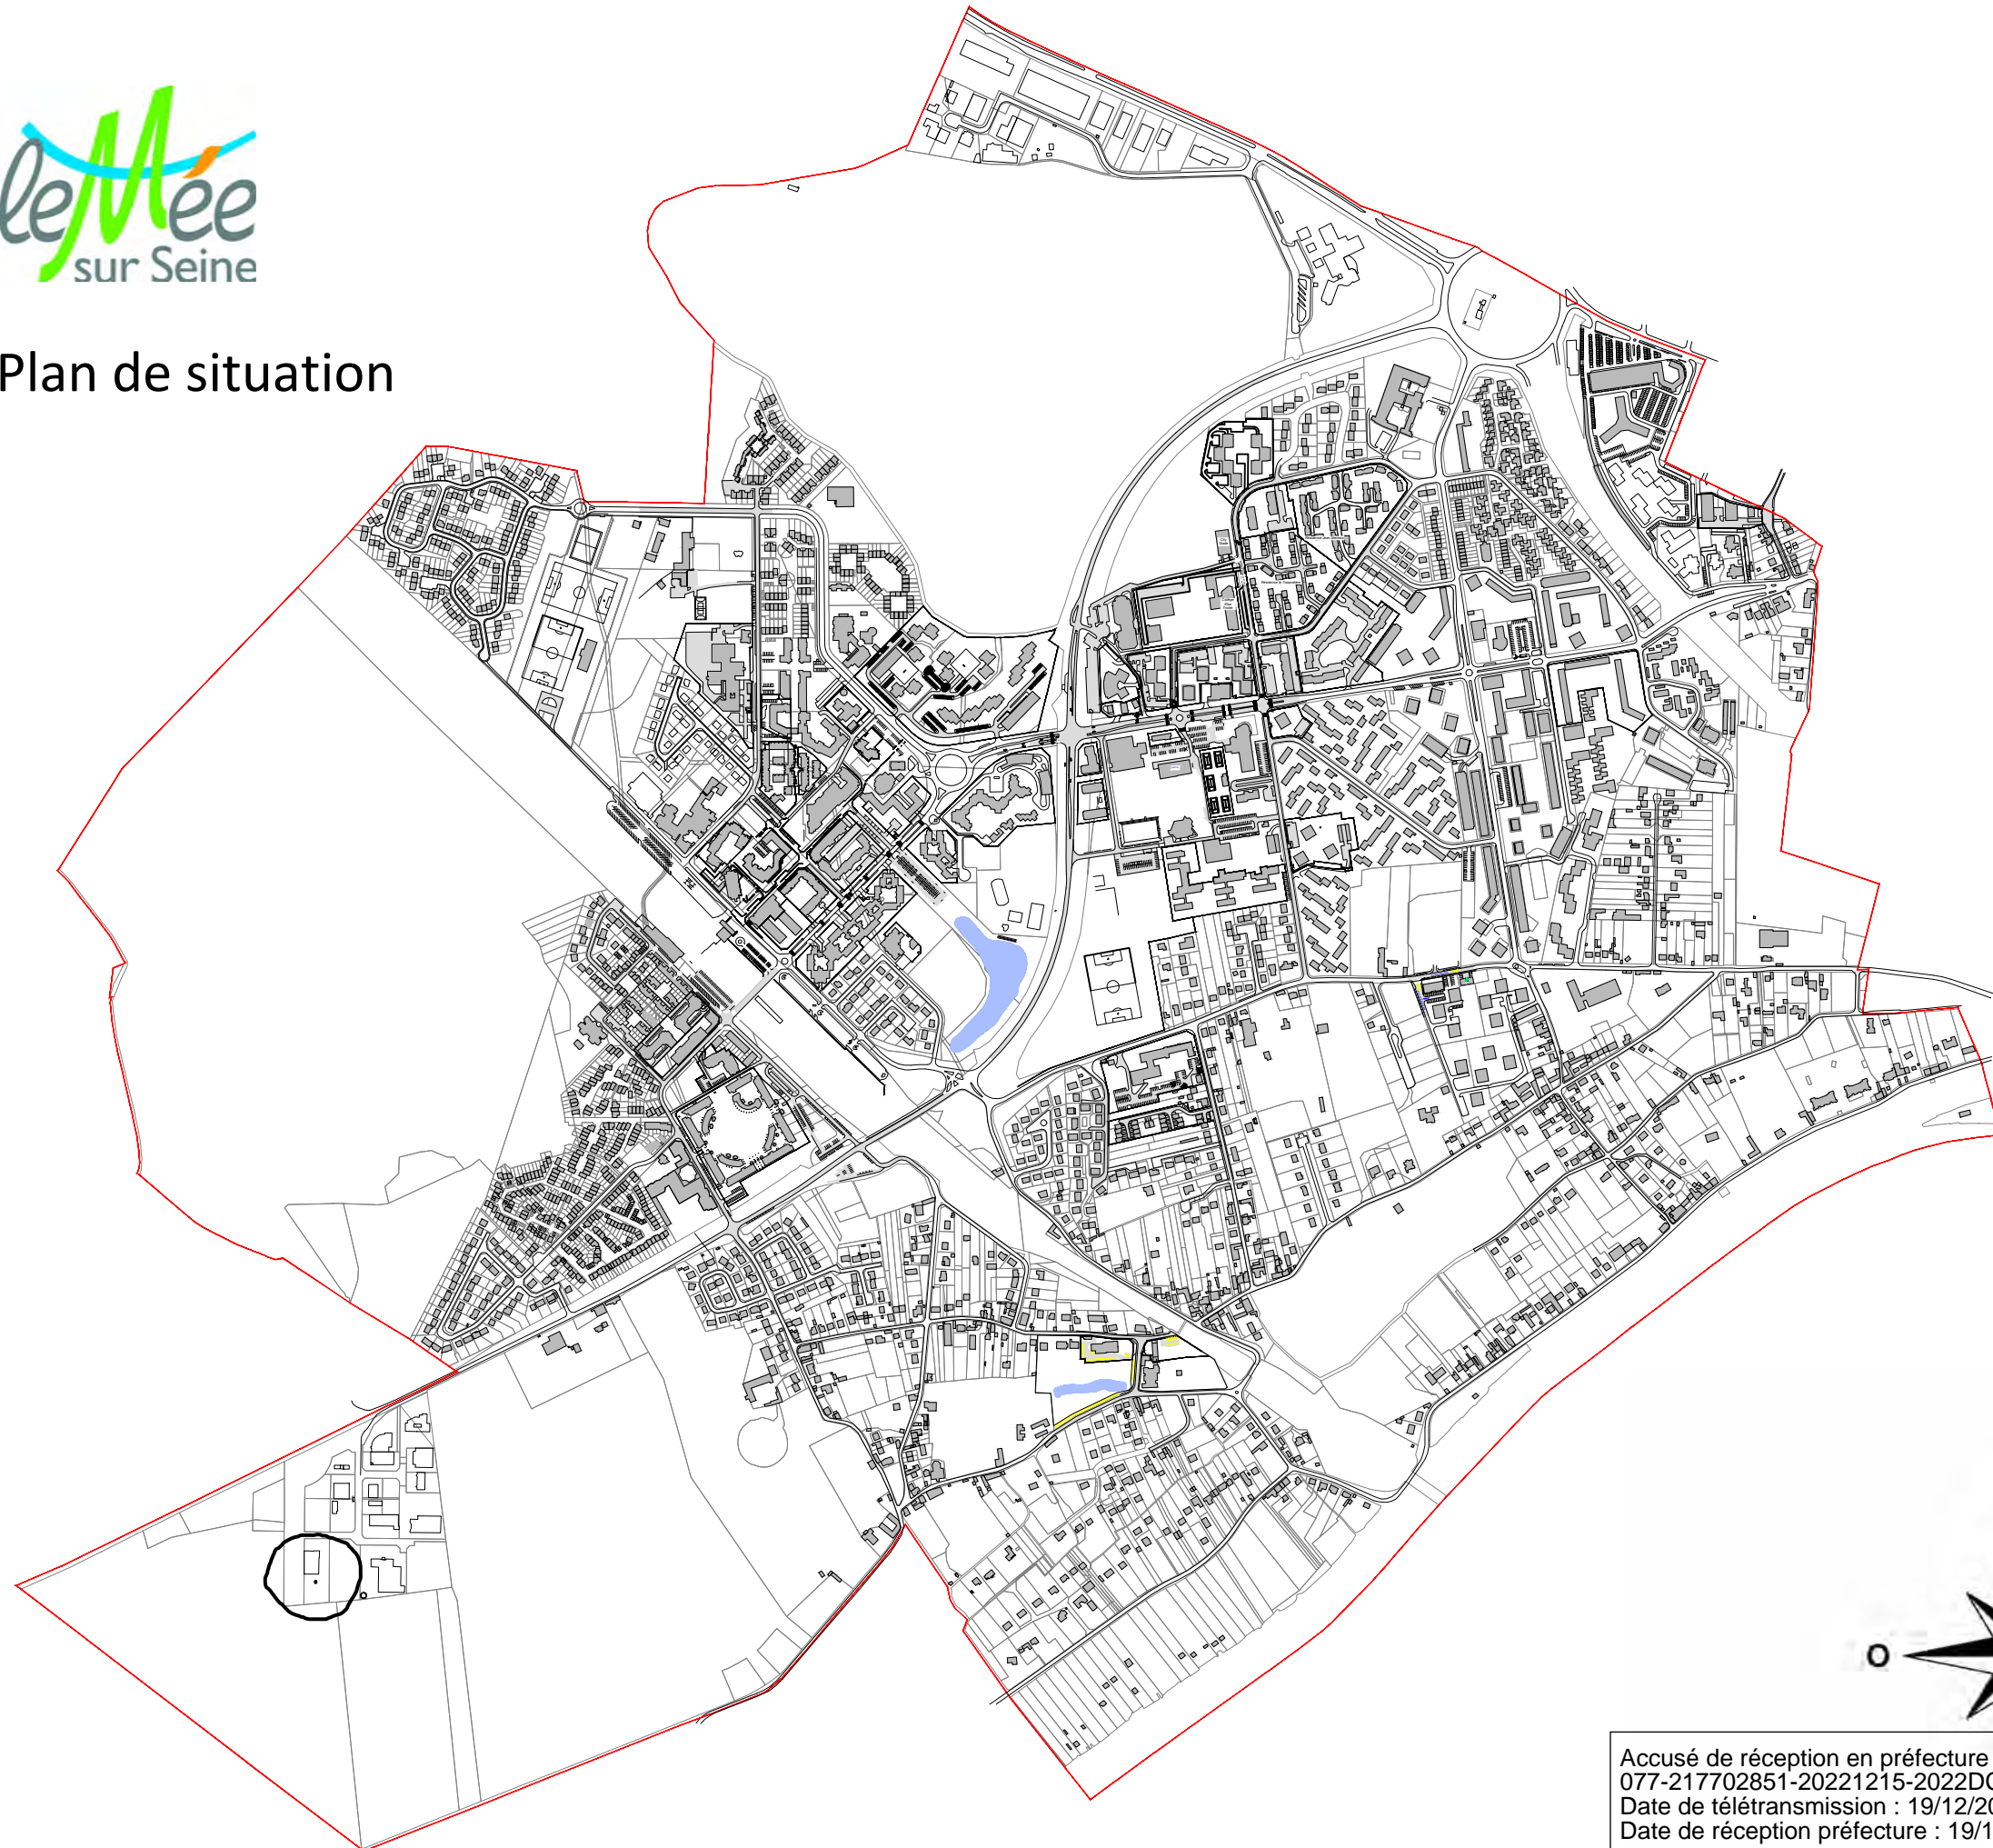 le Mée
sur Seine
Plan de situation
O
Accusé de réception en préfecture
077-217702851-20221215-2022DC
Date de télétransmission : 19/12/20
Date de réception préfecture : 19/1